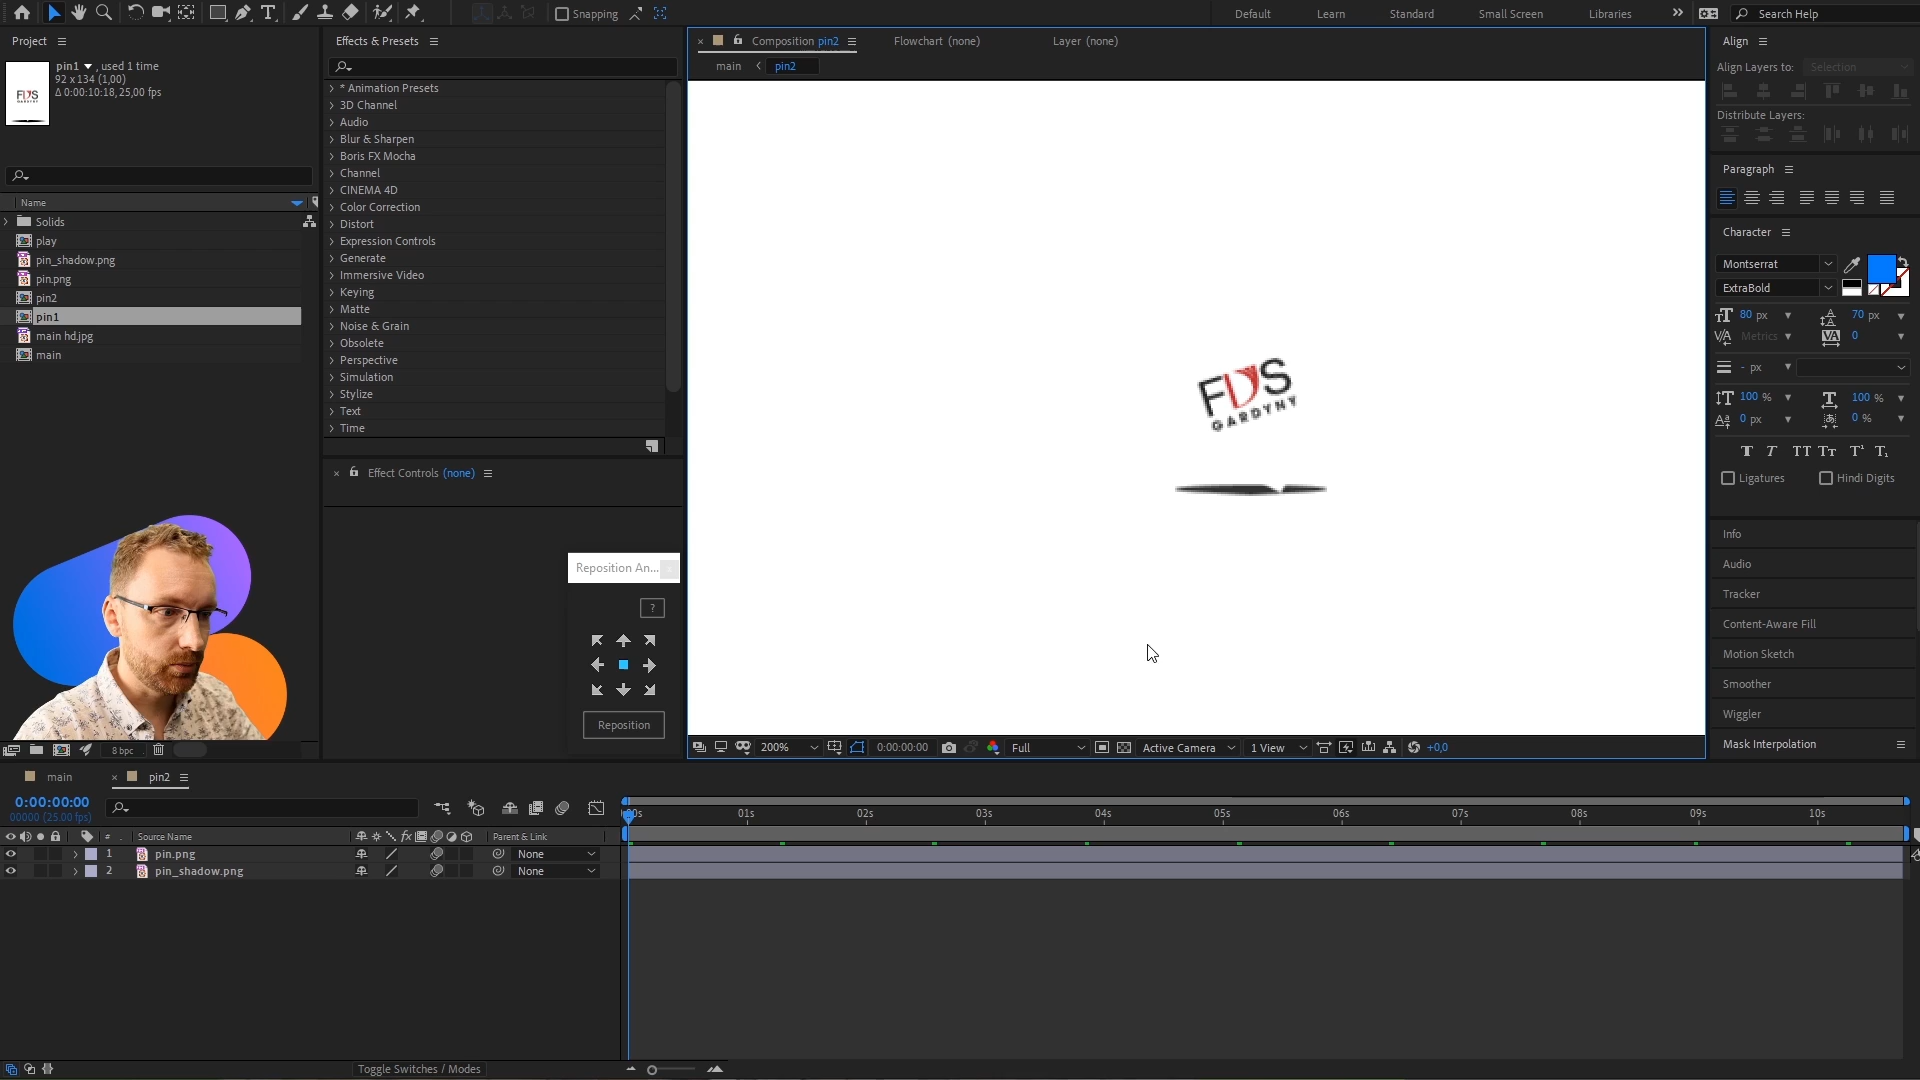 Snapping
Default
Learn
Standard
Small Screen
Libraries
Search Help
Project
pin1 , used 1 time
92 x 134 (1,00)
Δ 0:00:10:18, 25,00 fps
FDS
GARDYNY
Name
Solids
play
pin_shadow.png
pin.png
pin2
pin1
main hd.jpg
main
8 bpc
Effects & Presets
* Animation Presets
3D Channel
Audio
Blur & Sharpen
Boris FX Mocha
Channel
CINEMA 4D
Color Correction
Distort
Expression Controls
Generate
Immersive Video
Keying
Matte
Noise & Grain
Obsolete
Perspective
Simulation
Stylize
Text
Time
Effect Controls (none)
Reposition An...
?
Reposition
Composition pin2
Flowchart (none)
Layer (none)
main
pin2
FDS
GARDYNY
200%
0:00:00:00
Full
Active Camera
1 View
+0,0
Align
Align Layers to: Selection
Distribute Layers:
Paragraph
Character
Montserrat
ExtraBold
80 px
70 px
Metrics
0
- px
100 %
100 %
0 px
0 %
Ligatures
Hindi Digits
Info
Audio
Tracker
Content-Aware Fill
Motion Sketch
Smoother
Wiggler
Mask Interpolation
main
pin2
0:00:00:00
00000 (25.00 fps)
# Source Name
Parent & Link
1 pin.png None
2 pin_shadow.png None
00s 01s 02s 03s 04s 05s 06s 07s 08s 09s 10s
Toggle Switches / Modes